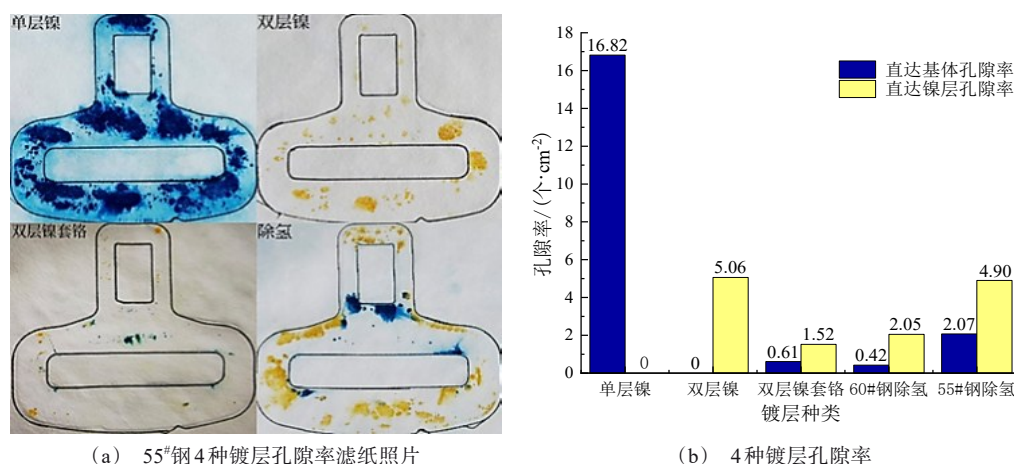 单层镍
双层镍
双层镍套铬
除氢
(a) 55#钢4种镀层孔隙率滤纸照片
孔隙率/(个·cm-2)
18
16
14
12
10
8
6
4
2
0
16.82
0
0
5.06
0.61
1.52
0.42
2.05
2.07
4.90
直达基体孔隙率
直达镍层孔隙率
单层镍 双层镍 双层镍套铬 60#钢除氢 55#钢除氢
镀层种类
(b) 4种镀层孔隙率